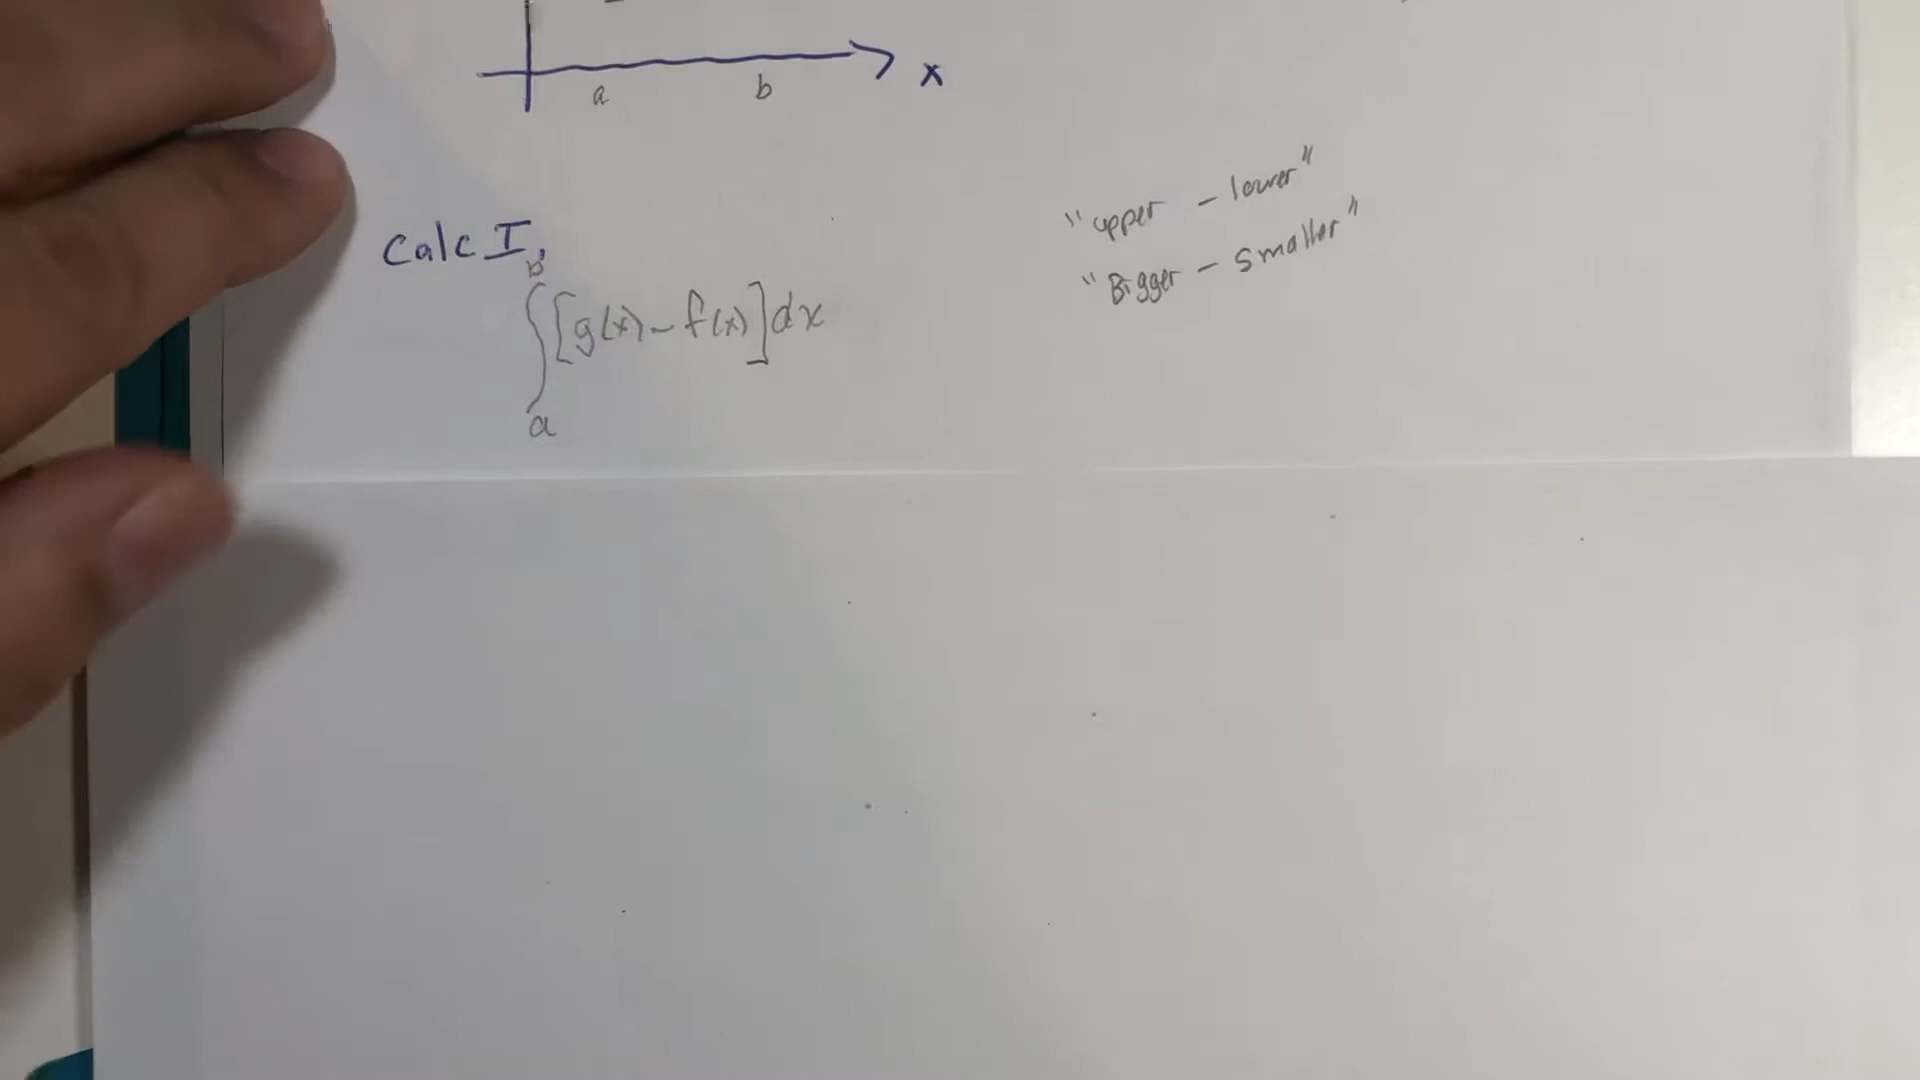 x
a b
Calc I,
"upper - lower"
"Bigger - smaller"
b
∫[g(x) - f(x)]dx
a